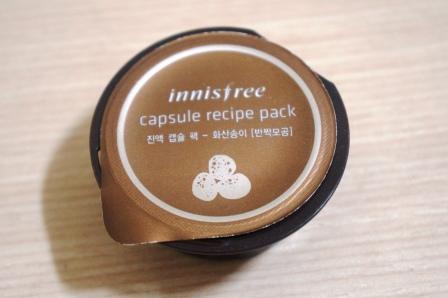 innisfree
capsule recipe pack
진액 캡슐 팩 - 화산송이 [반짝모공]